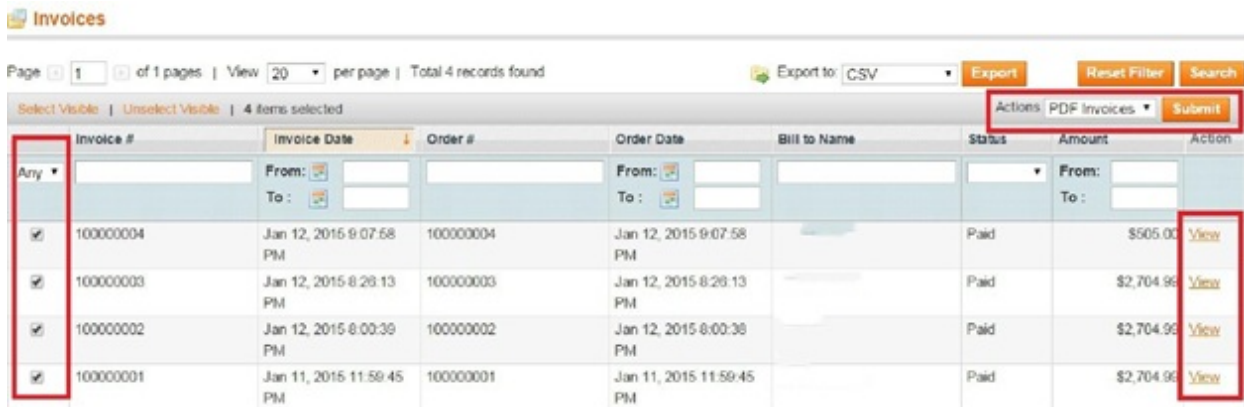 Invoices
Page 1 of 1 pages | View 20 per page | Total 4 records found Export to: CSV Export Reset Filter Search
Select Visible | Unselect Visible | 4 items selected Actions PDF Invoices Submit
Invoice # Invoice Date Order # Order Date Bill to Name Status Amount Action
Any From: From: From:
To : To : To :
100000004 Jan 12, 2015 9:07:58 100000004 Jan 12, 2015 9:07:58 Paid $505.00 View
PM PM
100000003 Jan 12, 2015 8:26:13 100000003 Jan 12, 2015 8:26:13 Paid $2,704.99 View
PM PM
100000002 Jan 12, 2015 8:00:39 100000002 Jan 12, 2015 8:00:38 Paid $2,704.99 View
PM PM
100000001 Jan 11, 2015 11:59:45 100000001 Jan 11, 2015 11:59:45 Paid $2,704.99 View
PM PM